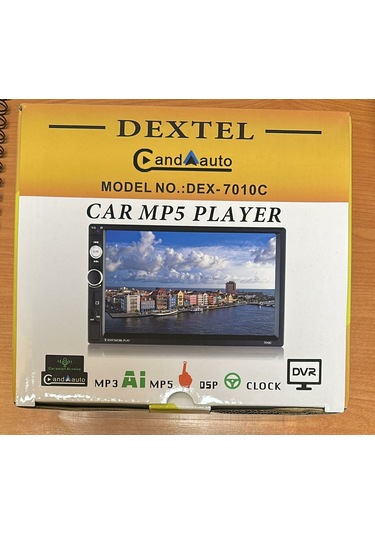 DEXTEL
CandAauto
MODEL NO.:DEX-7010C
CAR MP5 PLAYER
CandAauto
MP3 Ai MP5 DSP CLOCK DVR